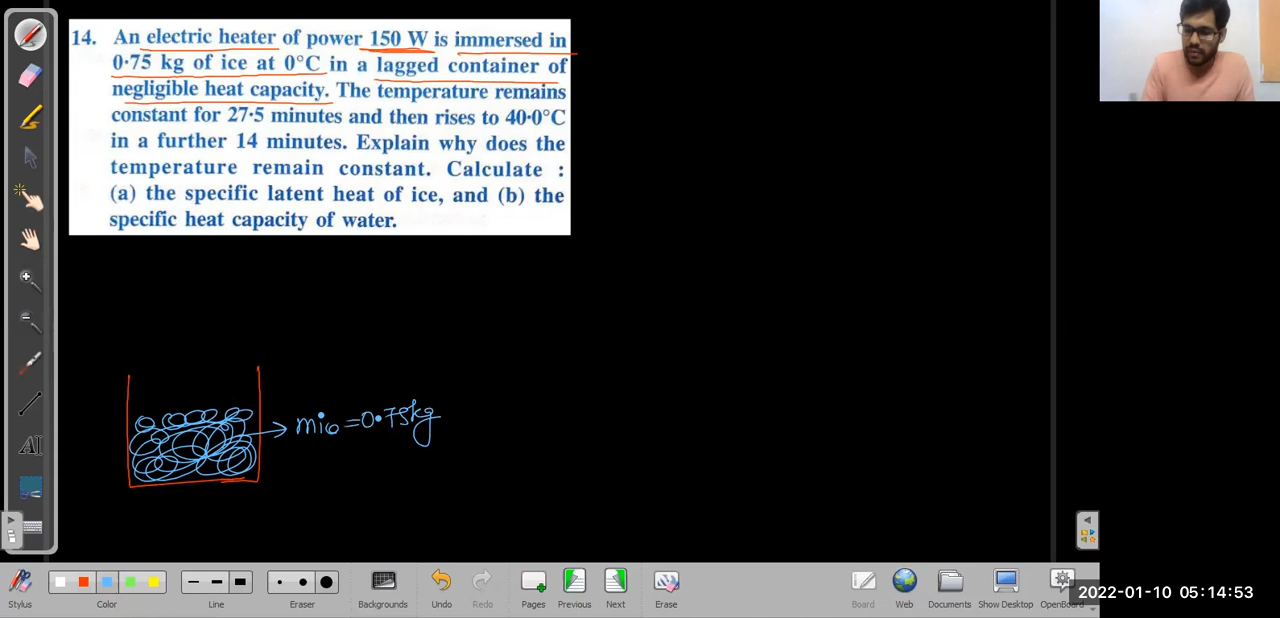 14. An electric heater of power 150 W is immersed in
0·75 kg of ice at 0°C in a lagged container of
negligible heat capacity. The temperature remains
constant for 27·5 minutes and then rises to 40·0°C
in a further 14 minutes. Explain why does the
temperature remain constant. Calculate :
(a) the specific latent heat of ice, and (b) the
specific heat capacity of water.
= 0.75kg
AI
Stylus
Color
Line
Eraser
Backgrounds
Undo
Redo
Pages
Previous
Next
Erase
Board
Web
Documents
Show Desktop
OpenBoard
2022-01-10 05:14:53